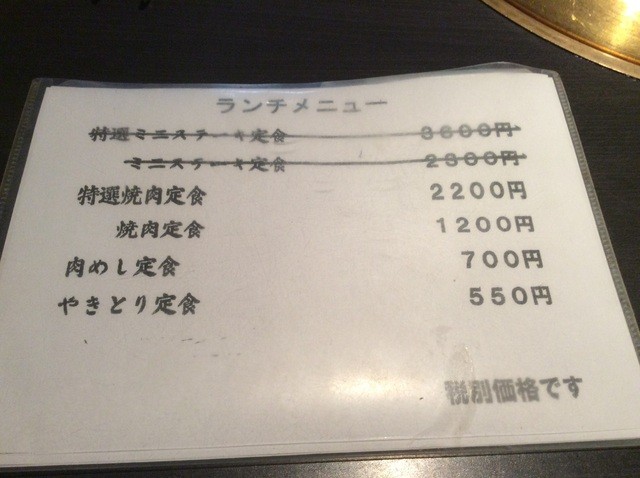 ランチメニュー
特選ミニステーキ定食 3600円
ミニステーキ定食 2300円
特選焼肉定食 2200円
焼肉定食 1200円
肉めし定食 700円
やきとり定食 550円
税別価格です